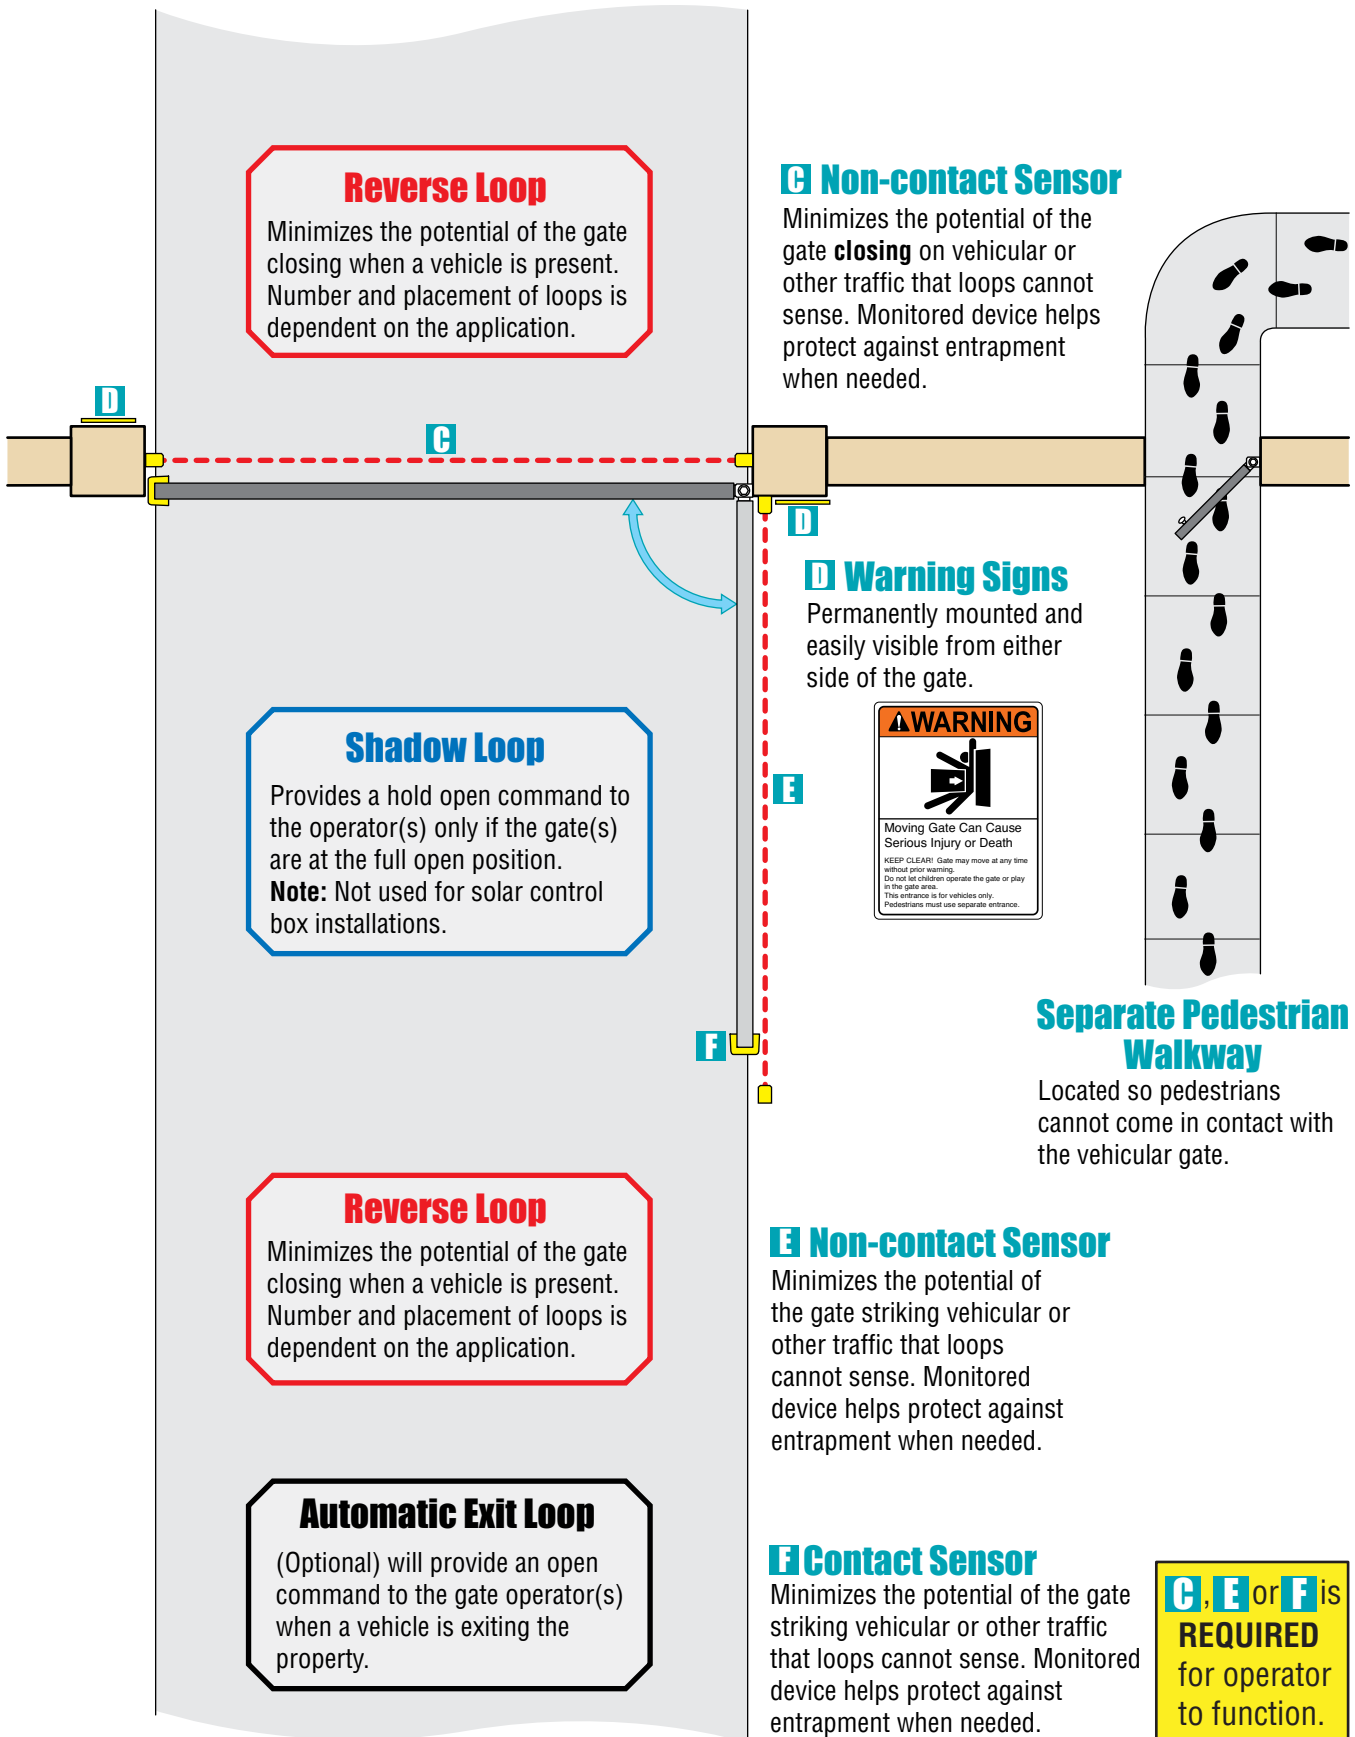 Reverse Loop
Minimizes the potential of the gate
closing when a vehicle is present.
Number and placement of loops is
dependent on the application.
C Non-contact Sensor
Minimizes the potential of the
gate closing on vehicular or
other traffic that loops cannot
sense. Monitored device helps
protect against entrapment
when needed.
D
C
D
D Warning Signs
Permanently mounted and
easily visible from either
side of the gate.
WARNING
Moving Gate Can Cause
Serious Injury or Death
KEEP CLEAR! Gate may move at any time
without prior warning.
Do not let children operate the gate or play
in the gate area.
This entrance is for vehicles only.
Pedestrians must use separate entrance.
Shadow Loop
Provides a hold open command to
the operator(s) only if the gate(s)
are at the full open position.
Note: Not used for solar control
box installations.
E
F
Separate Pedestrian
Walkway
Located so pedestrians
cannot come in contact with
the vehicular gate.
Reverse Loop
Minimizes the potential of the gate
closing when a vehicle is present.
Number and placement of loops is
dependent on the application.
E Non-contact Sensor
Minimizes the potential of
the gate striking vehicular or
other traffic that loops
cannot sense. Monitored
device helps protect against
entrapment when needed.
Automatic Exit Loop
(Optional) will provide an open
command to the gate operator(s)
when a vehicle is exiting the
property.
F Contact Sensor
Minimizes the potential of the gate
striking vehicular or other traffic
that loops cannot sense. Monitored
device helps protect against
entrapment when needed.
C, E or F is
REQUIRED
for operator
to function.